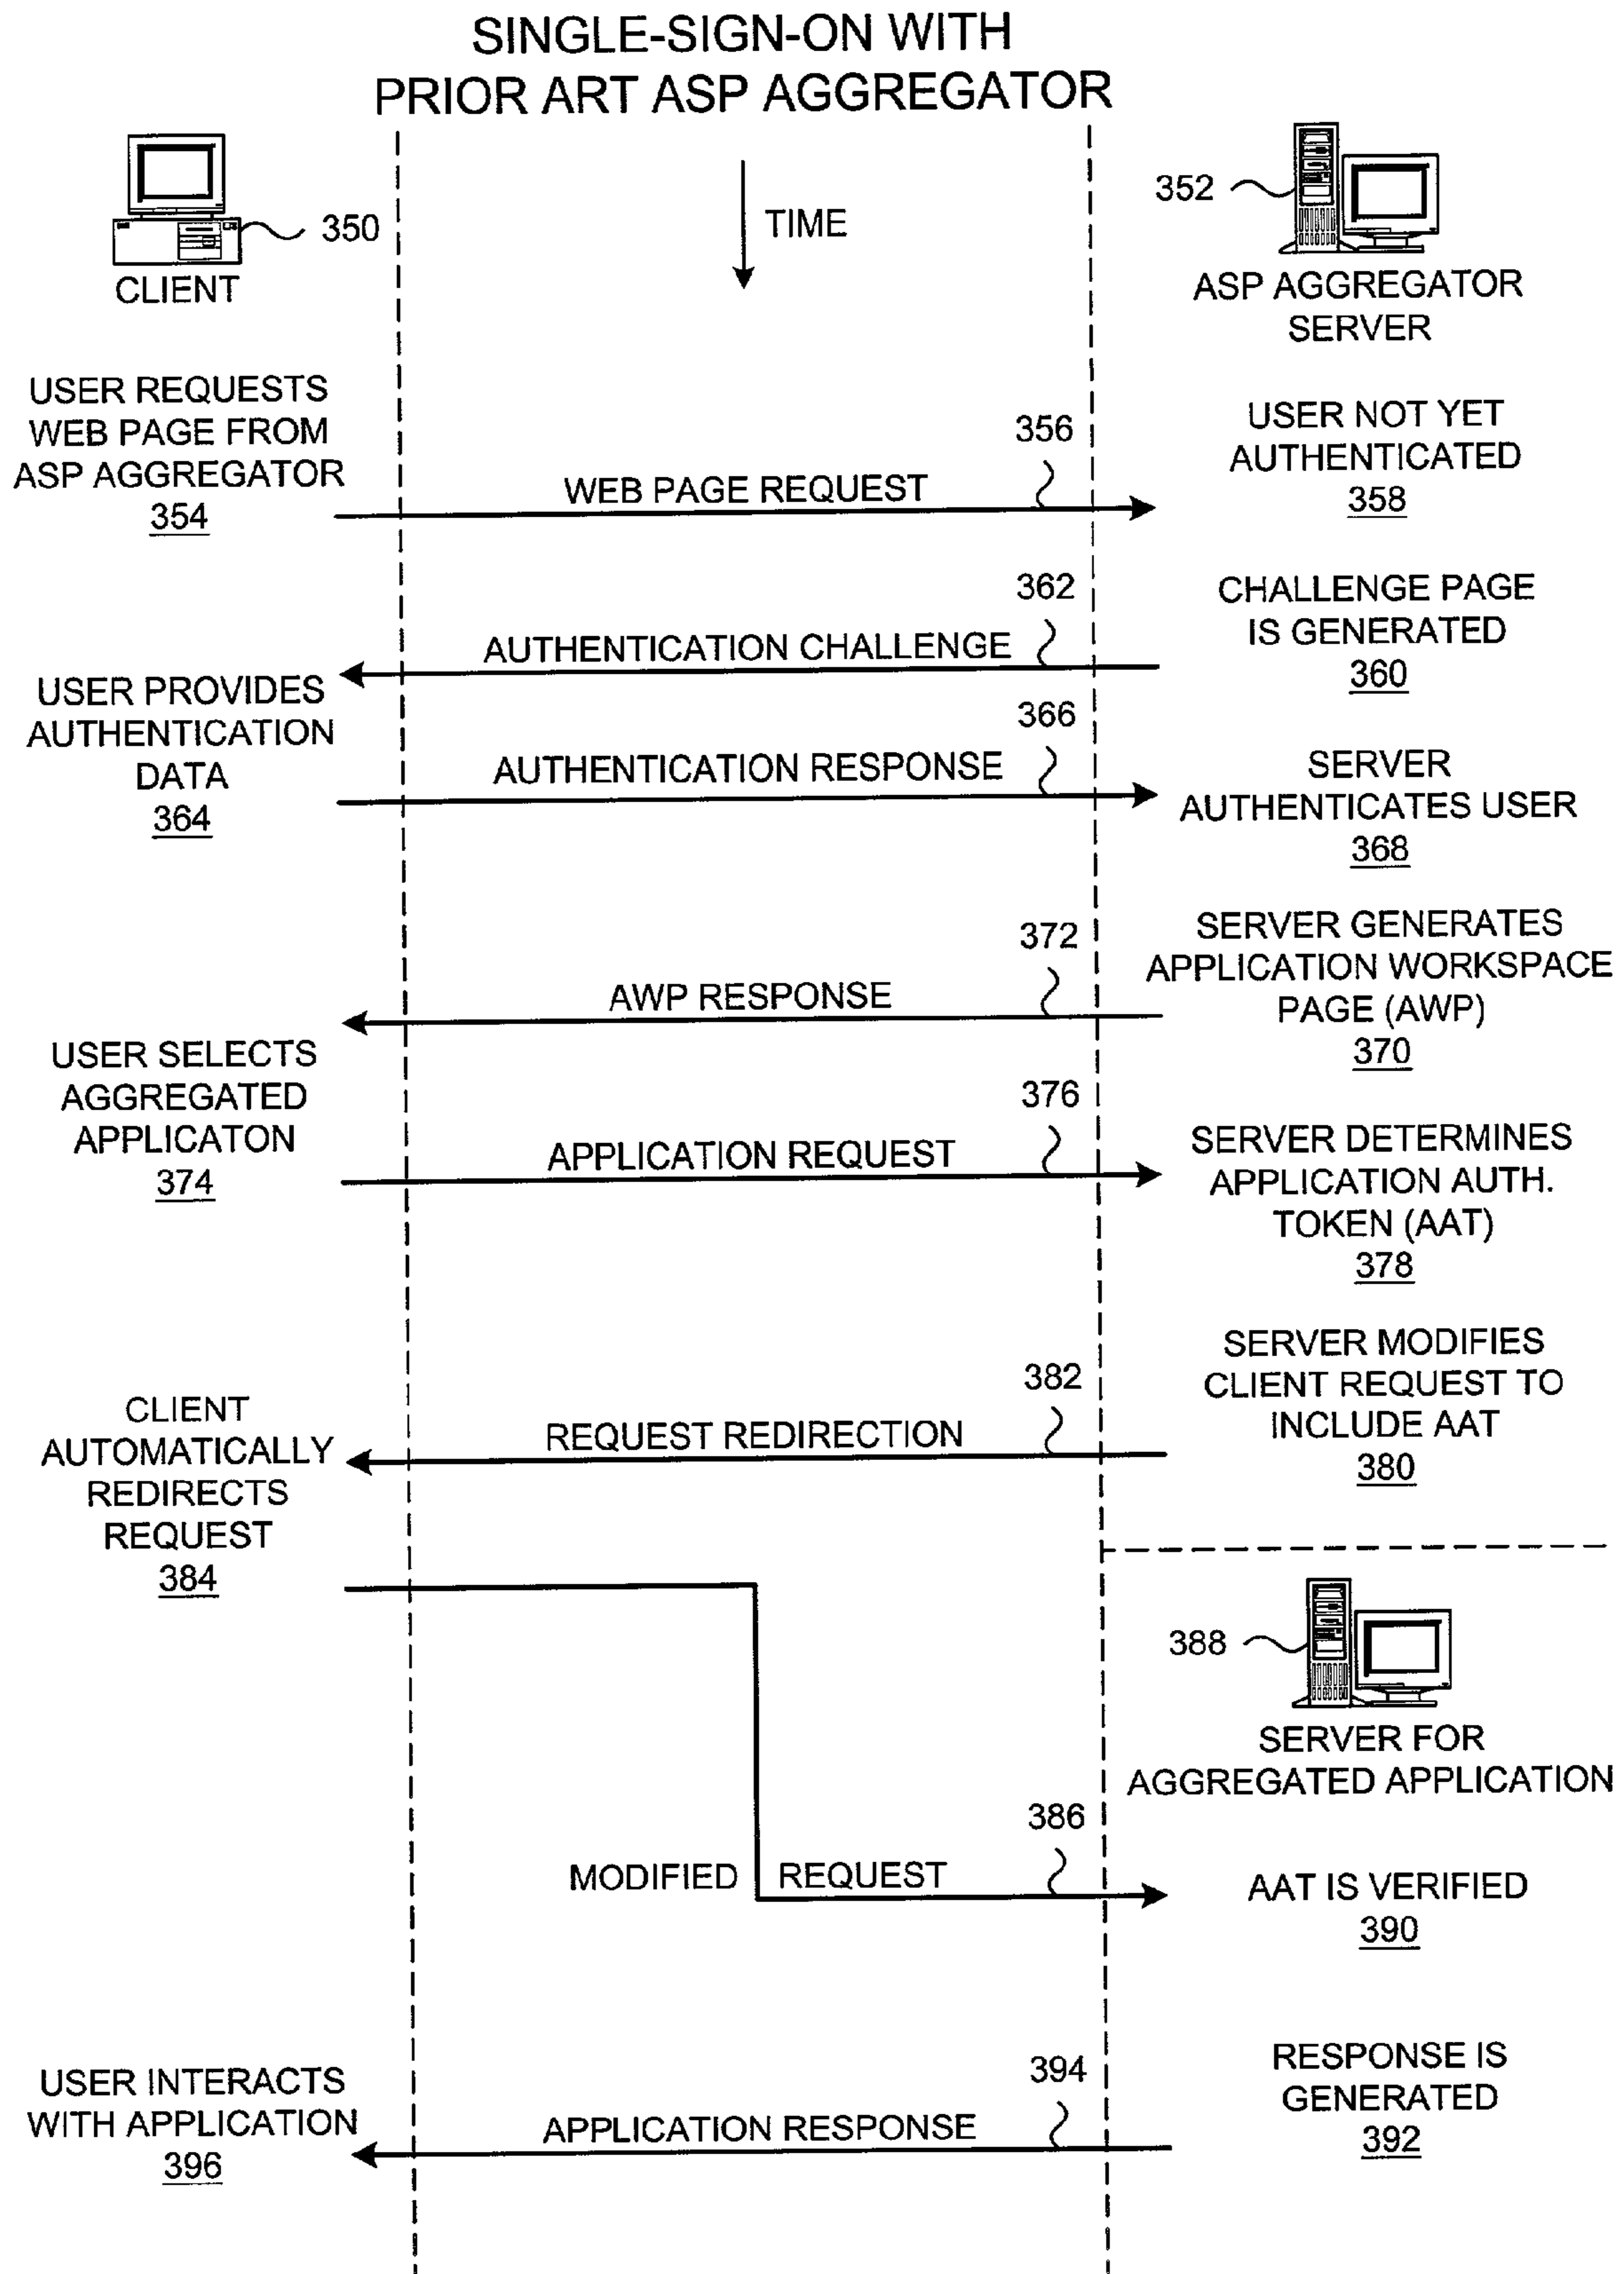 SINGLE-SIGN-ON WITH
PRIOR ART ASP AGGREGATOR
350
CLIENT
TIME
352
ASP AGGREGATOR
SERVER
USER REQUESTS
WEB PAGE FROM
ASP AGGREGATOR
354
WEB PAGE REQUEST
356
USER NOT YET
AUTHENTICATED
358
CHALLENGE PAGE
IS GENERATED
360
362
AUTHENTICATION CHALLENGE
USER PROVIDES
AUTHENTICATION
DATA
364
366
AUTHENTICATION RESPONSE
SERVER
AUTHENTICATES USER
368
SERVER GENERATES
APPLICATION WORKSPACE
PAGE (AWP)
370
372
AWP RESPONSE
USER SELECTS
AGGREGATED
APPLICATON
374
376
APPLICATION REQUEST
SERVER DETERMINES
APPLICATION AUTH.
TOKEN (AAT)
378
SERVER MODIFIES
CLIENT REQUEST TO
INCLUDE AAT
380
382
REQUEST REDIRECTION
CLIENT
AUTOMATICALLY
REDIRECTS
REQUEST
384
388
SERVER FOR
AGGREGATED APPLICATION
386
MODIFIED REQUEST
AAT IS VERIFIED
390
RESPONSE IS
GENERATED
392
394
APPLICATION RESPONSE
USER INTERACTS
WITH APPLICATION
396